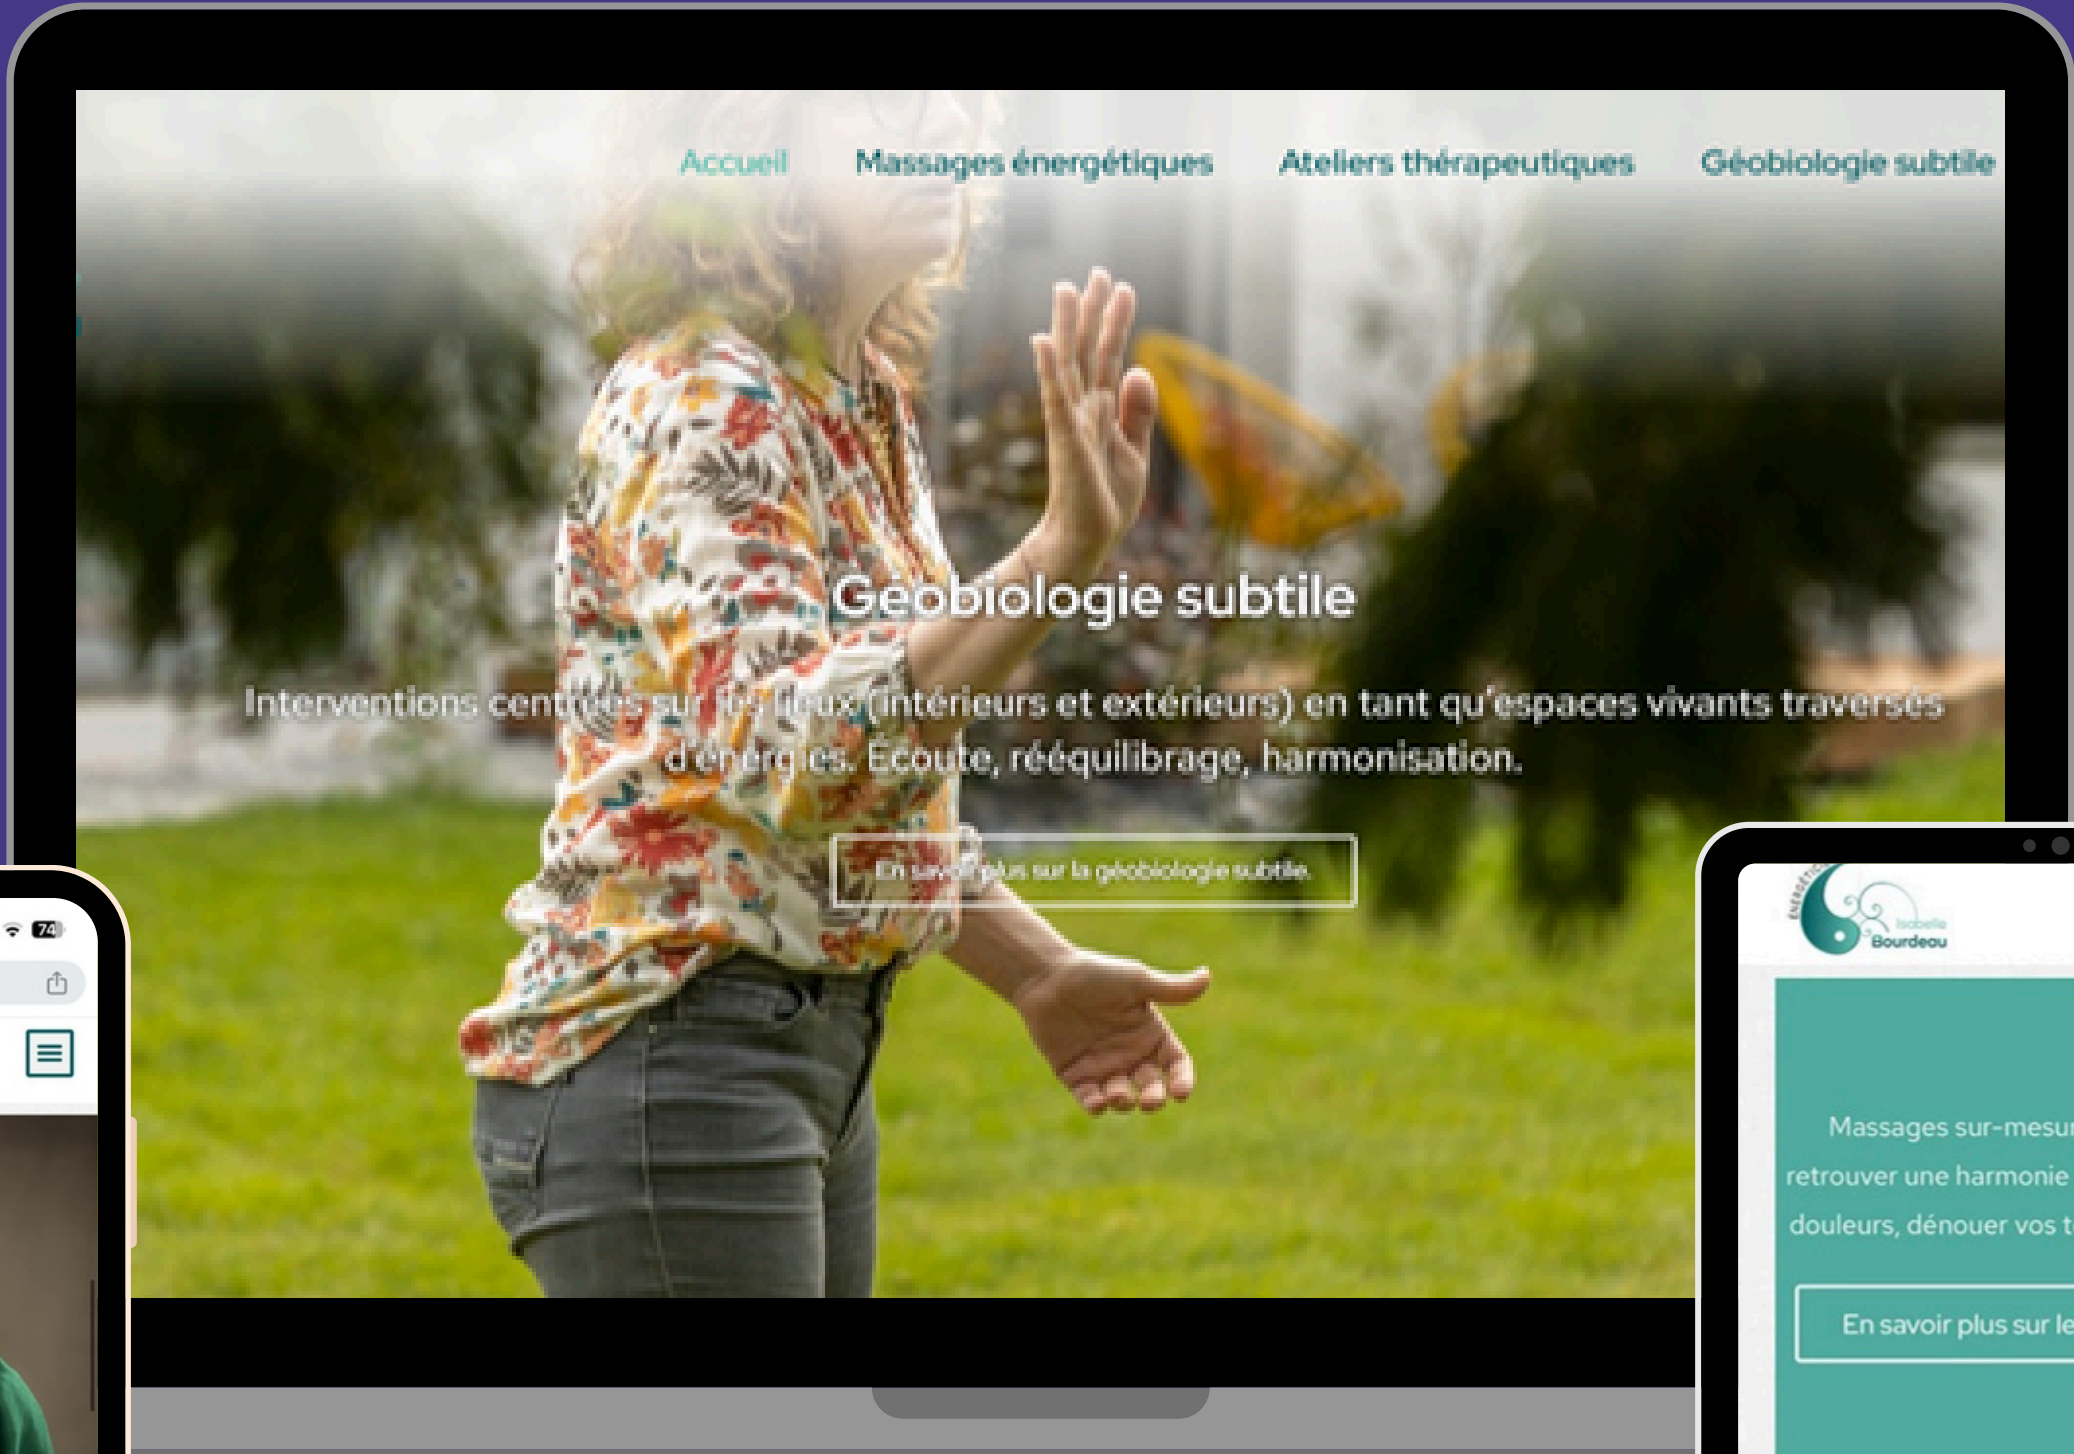 Accueil Massages énergétiques Ateliers thérapeutiques Géobiologie subtile
Géobiologie subtile
Interventions centrées sur les lieux (intérieurs et extérieurs) en tant qu'espaces vivants traversés
d'énergies. Écoute, rééquilibrage, harmonisation.
En savoir plus sur la géobiologie subtile.
74
Isabelle
Bourdeau
Massages sur-mesur
retrouver une harmonie
douleurs, dénouer vos t
En savoir plus sur le